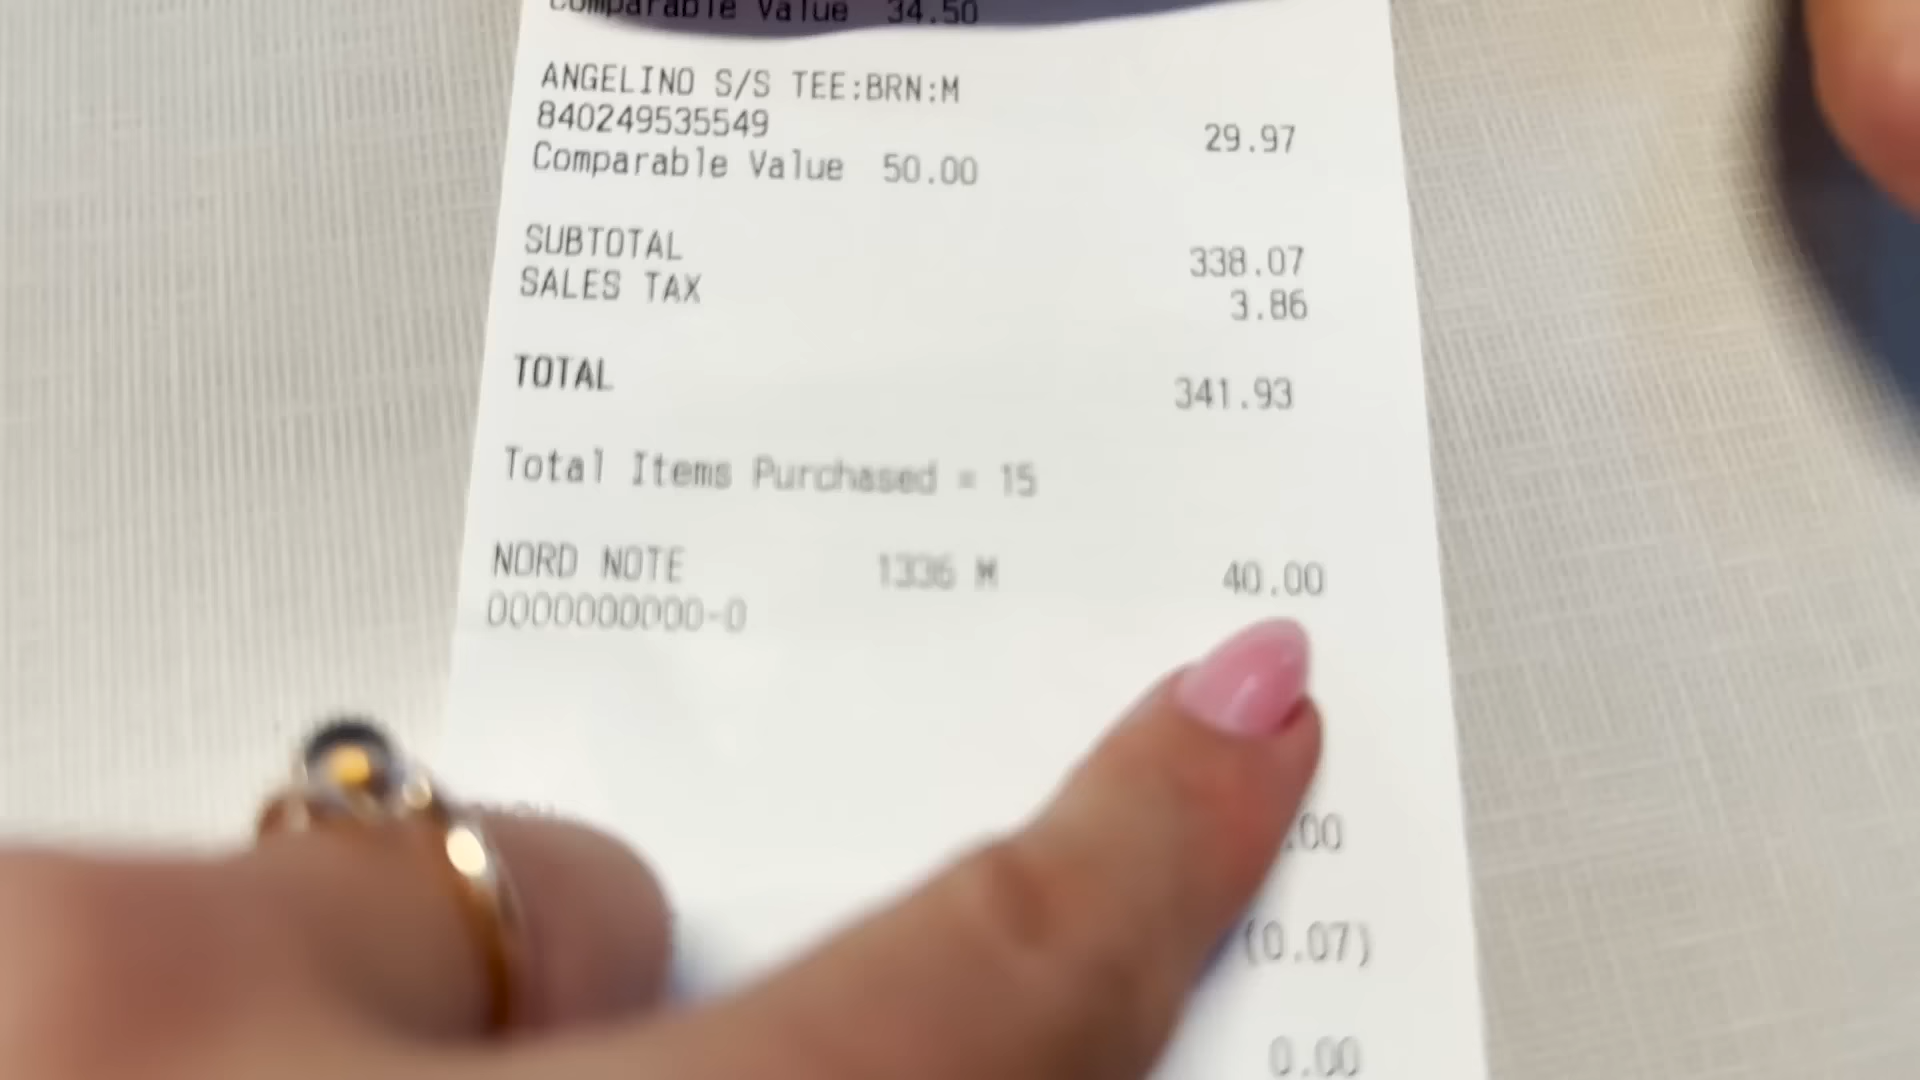 Comparable Value 34.50
ANGELINO S/S TEE:BRN:M
840249535549 29.97
Comparable Value 50.00
SUBTOTAL 338.07
SALES TAX 3.86
TOTAL 341.93
Total Items Purchased = 15
NORD NOTE 1336 M 40.00
0000000000-0
.00
(0.07)
0.00